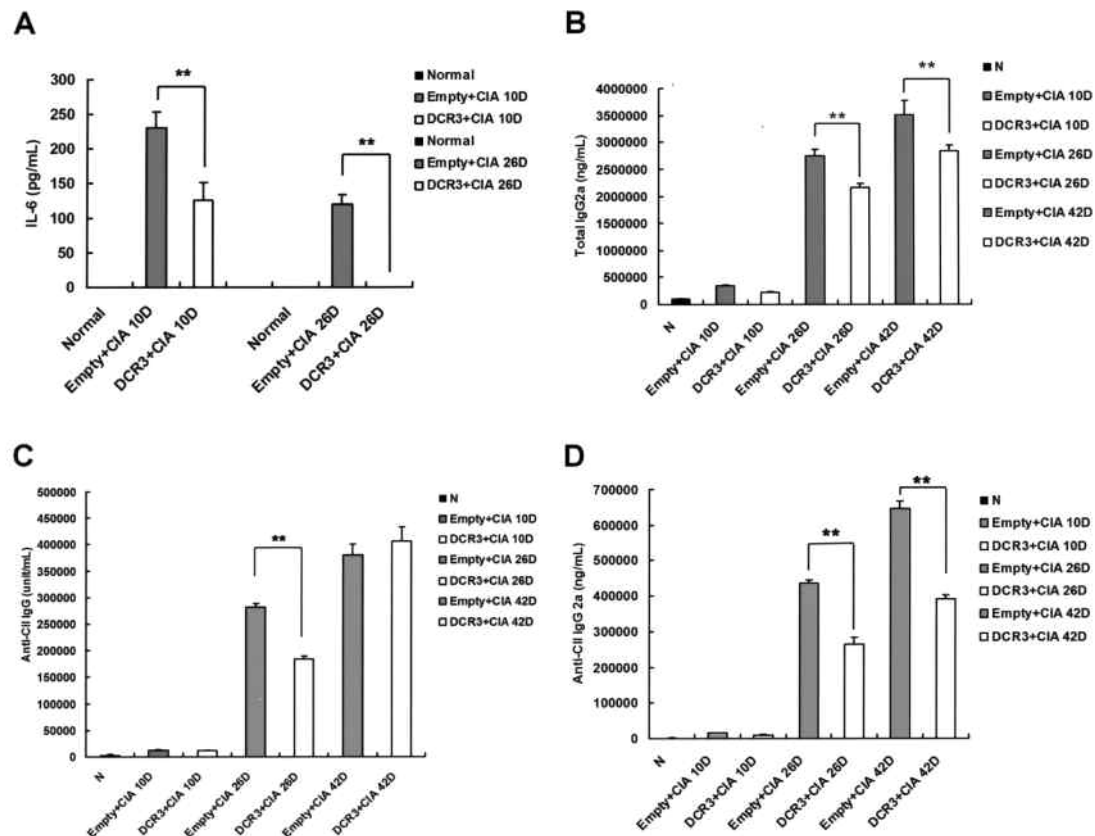 A
IL-6 (pg/mL)
300
250
200
150
100
50
0
**
**
Normal
Empty+CIA 10D
DCR3+CIA 10D
Normal
Empty+CIA 26D
DCR3+CIA 26D
Normal
Empty+CIA 10D
DCR3+CIA 10D
Normal
Empty+CIA 26D
DCR3+CIA 26D
B
Total IgG2a (ng/mL)
4000000
3500000
3000000
2500000
2000000
1500000
1000000
500000
0
**
**
N
Empty+CIA 10D
DCR3+CIA 10D
Empty+CIA 26D
DCR3+CIA 26D
Empty+CIA 42D
DCR3+CIA 42D
N
Empty+CIA 10D
DCR3+CIA 10D
Empty+CIA 26D
DCR3+CIA 26D
Empty+CIA 42D
DCR3+CIA 42D
C
Anti-CII IgG (unit/mL)
500000
450000
400000
350000
300000
250000
200000
150000
100000
50000
0
**
N
Empty+CIA 10D
DCR3+CIA 10D
Empty+CIA 26D
DCR3+CIA 26D
Empty+CIA 42D
DCR3+CIA 42D
N
Empty+CIA 10D
DCR3+CIA 10D
Empty+CIA 26D
DCR3+CIA 26D
Empty+CIA 42D
DCR3+CIA 42D
D
Anti-CII IgG 2a (ng/mL)
700000
600000
500000
400000
300000
200000
100000
0
**
**
N
Empty+CIA 10D
DCR3+CIA 10D
Empty+CIA 26D
DCR3+CIA 26D
Empty+CIA 42D
DCR3+CIA 42D
N
Empty+CIA 10D
DCR3+CIA 10D
Empty+CIA 26D
DCR3+CIA 26D
Empty+CIA 42D
DCR3+CIA 42D